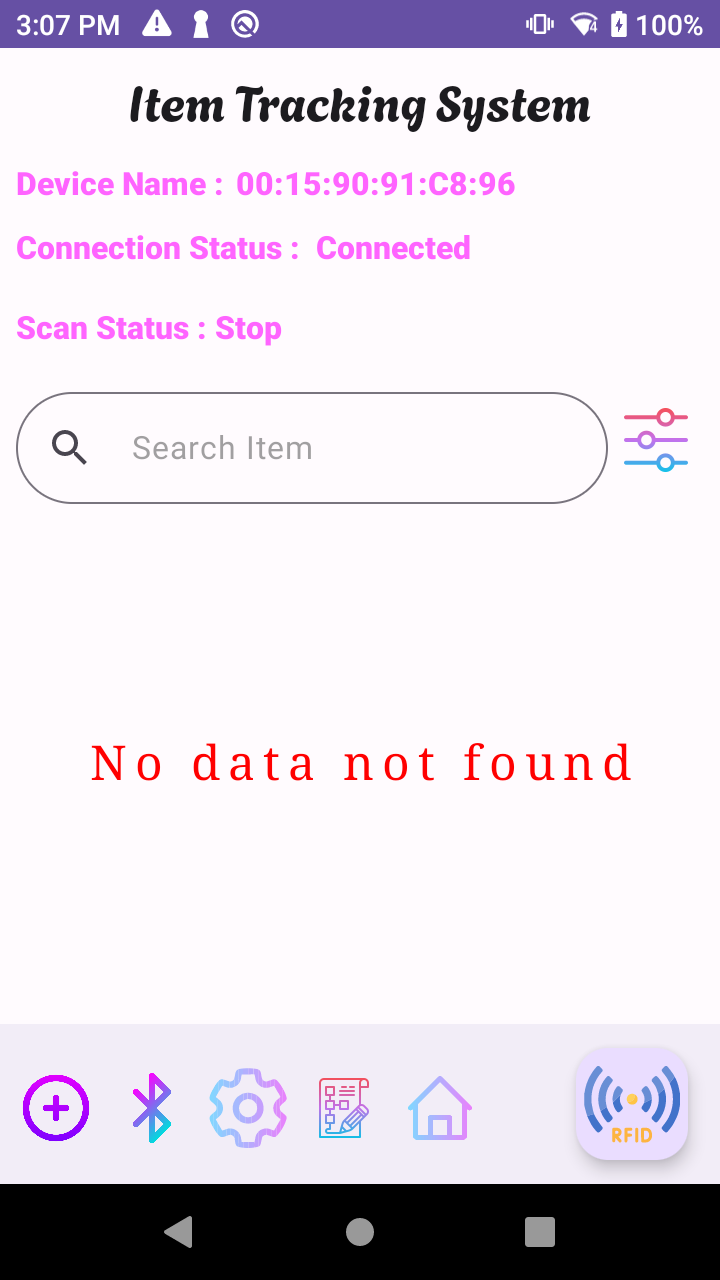 3:07 PM 100%
Item Tracking System
Device Name : 00:15:90:91:C8:96
Connection Status : Connected
Scan Status : Stop
Search Item
No data not found
RFID